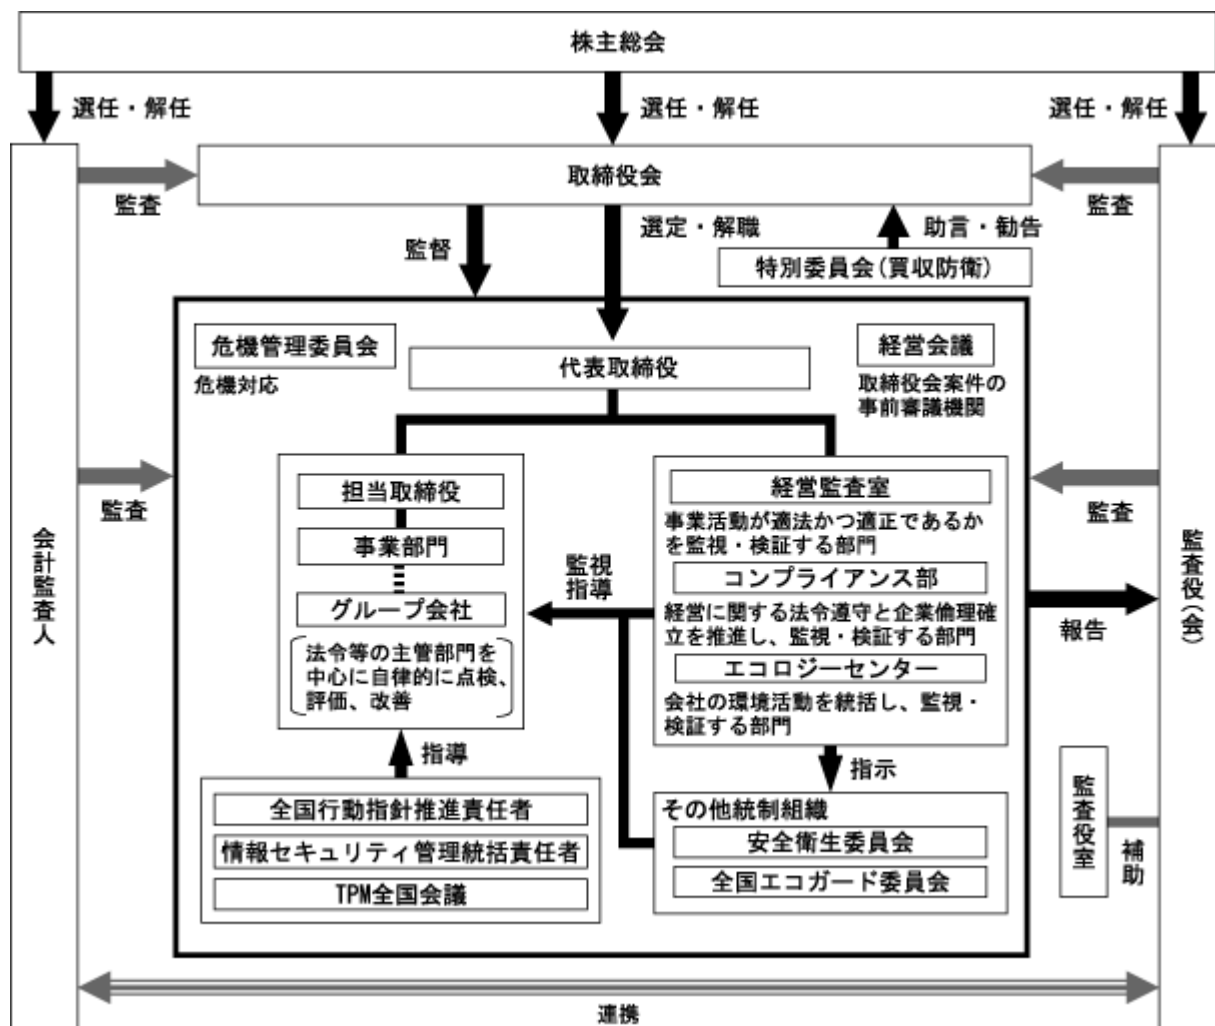 株主総会
選任・解任
選任・解任
選任・解任
取締役会
監査
監査
監督
選定・解職
助言・勧告
特別委員会(買収防衛)
危機管理委員会
危機対応
代表取締役
経営会議
取締役会案件の
事前審議機関
監査
監査
会計監査人
監査役(会)
担当取締役
事業部門
グループ会社
法令等の主管部門を
中心に自律的に点検、
評価、改善
監視
指導
経営監査室
事業活動が適法かつ適正であるか
を監視・検証する部門
コンプライアンス部
経営に関する法令遵守と企業倫理確
立を推進し、監視・検証する部門
エコロジーセンター
会社の環境活動を統括し、監視・
検証する部門
報告
指導
指示
全国行動指針推進責任者
情報セキュリティ管理統括責任者
TPM全国会議
その他統制組織
安全衛生委員会
全国エコガード委員会
監査役室
補助
連携